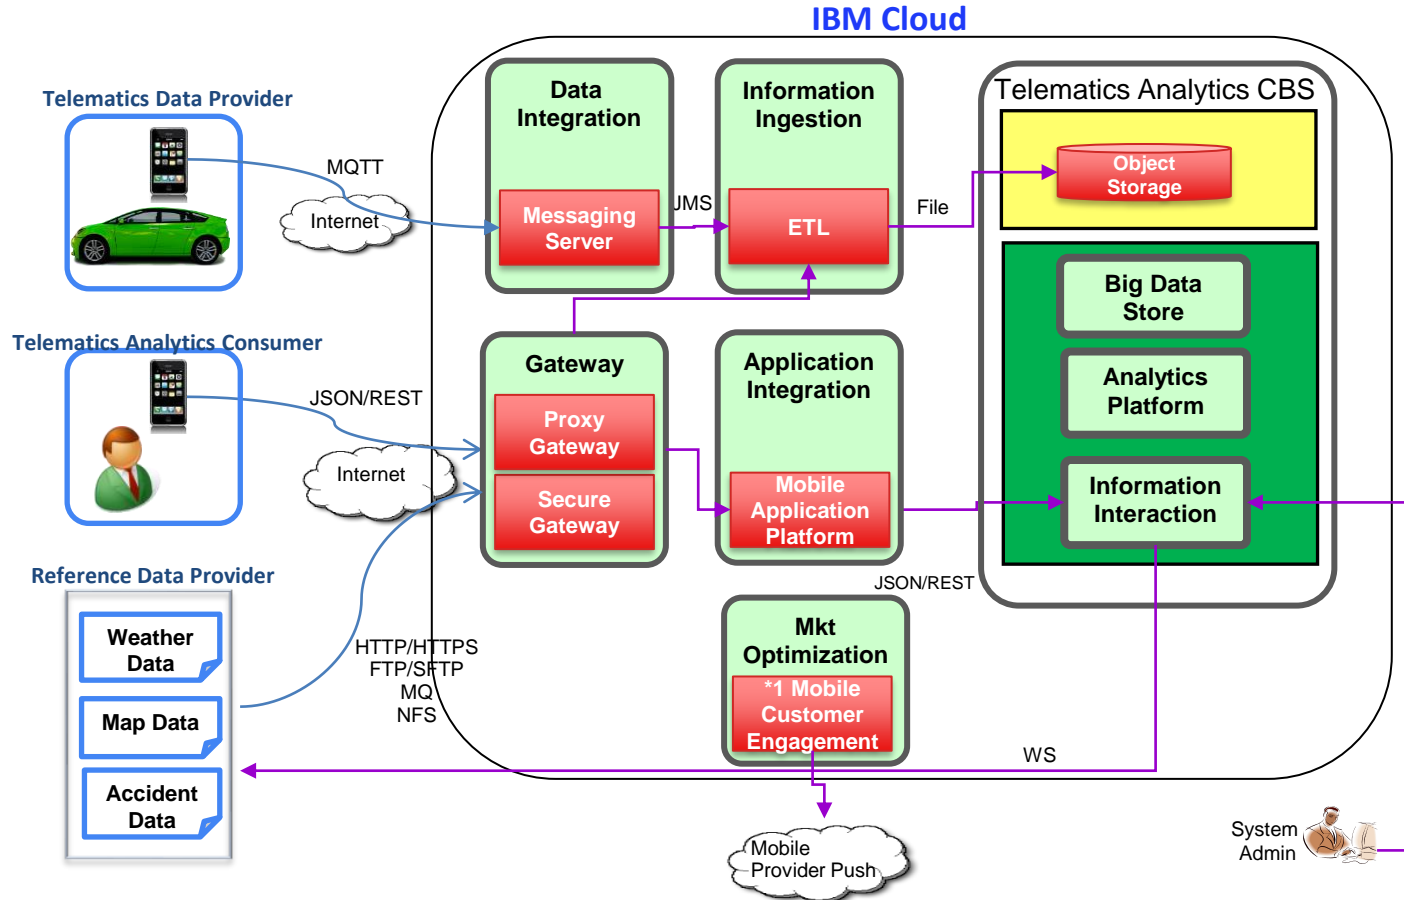 IBM Cloud
Telematics Data Provider
MQTT
Internet
Data
Integration
Messaging
Server
JMS
Information
Ingestion
ETL
File
Telematics Analytics CBS
Object
Storage
Big Data
Store
Analytics
Platform
Information
Interaction
Telematics Analytics Consumer
JSON/REST
Internet
Gateway
Proxy
Gateway
Secure
Gateway
Application
Integration
Mobile
Application
Platform
JSON/REST
Reference Data Provider
Weather
Data
Map Data
Accident
Data
HTTP/HTTPS
FTP/SFTP
MQ
NFS
Mkt
Optimization
*1 Mobile
Customer
Engagement
WS
Mobile
Provider Push
System
Admin